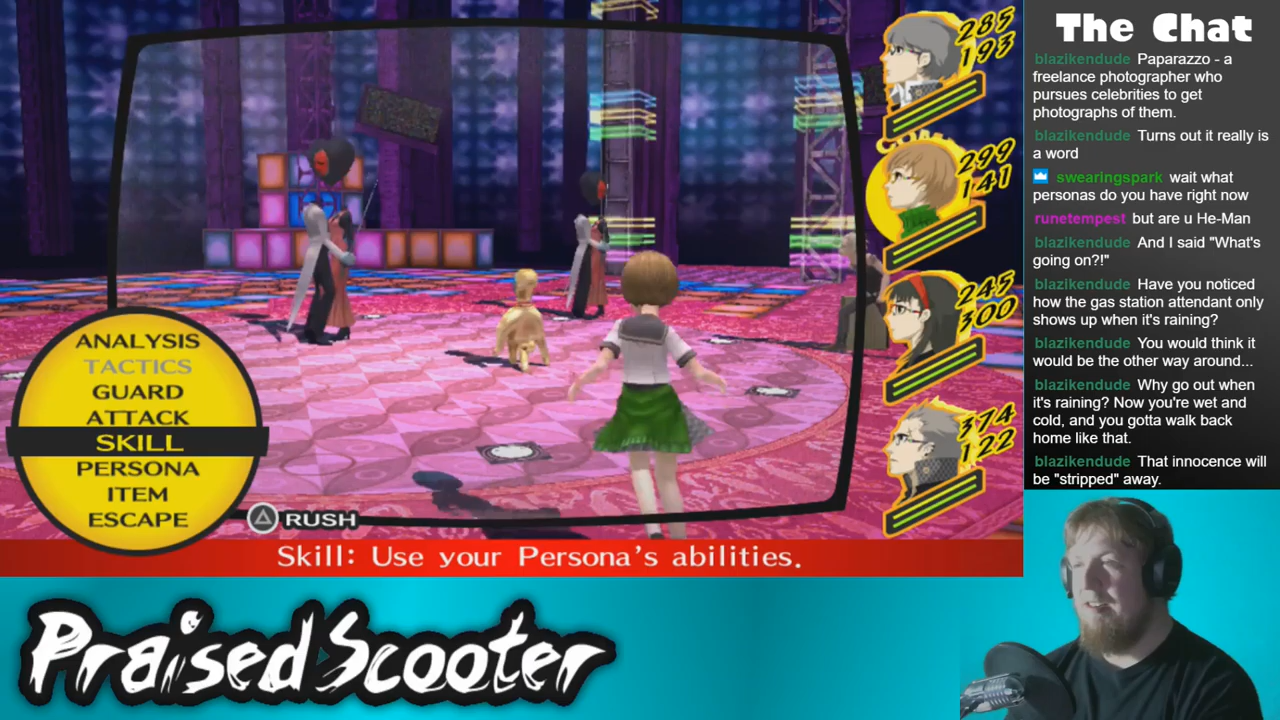 285
193
299
141
245
300
374
122
ANALYSIS
TACTICS
GUARD
ATTACK
SKILL
PERSONA
ITEM
ESCAPE
RUSH
Skill: Use your Persona's abilities.
PraisedScooter
The Chat
blazikendude Paparazzo - a
freelance photographer who
pursues celebrities to get
photographs of them.
blazikendude Turns out it really is
a word
swearingspark wait what
personas do you have right now
runetempest but are u He-Man
blazikendude And I said "What's
going on?!"
blazikendude Have you noticed
how the gas station attendant only
shows up when it's raining?
blazikendude You would think it
would be the other way around...
blazikendude Why go out when
it's raining? Now you're wet and
cold, and you gotta walk back
home like that.
blazikendude That innocence will
be "stripped" away.